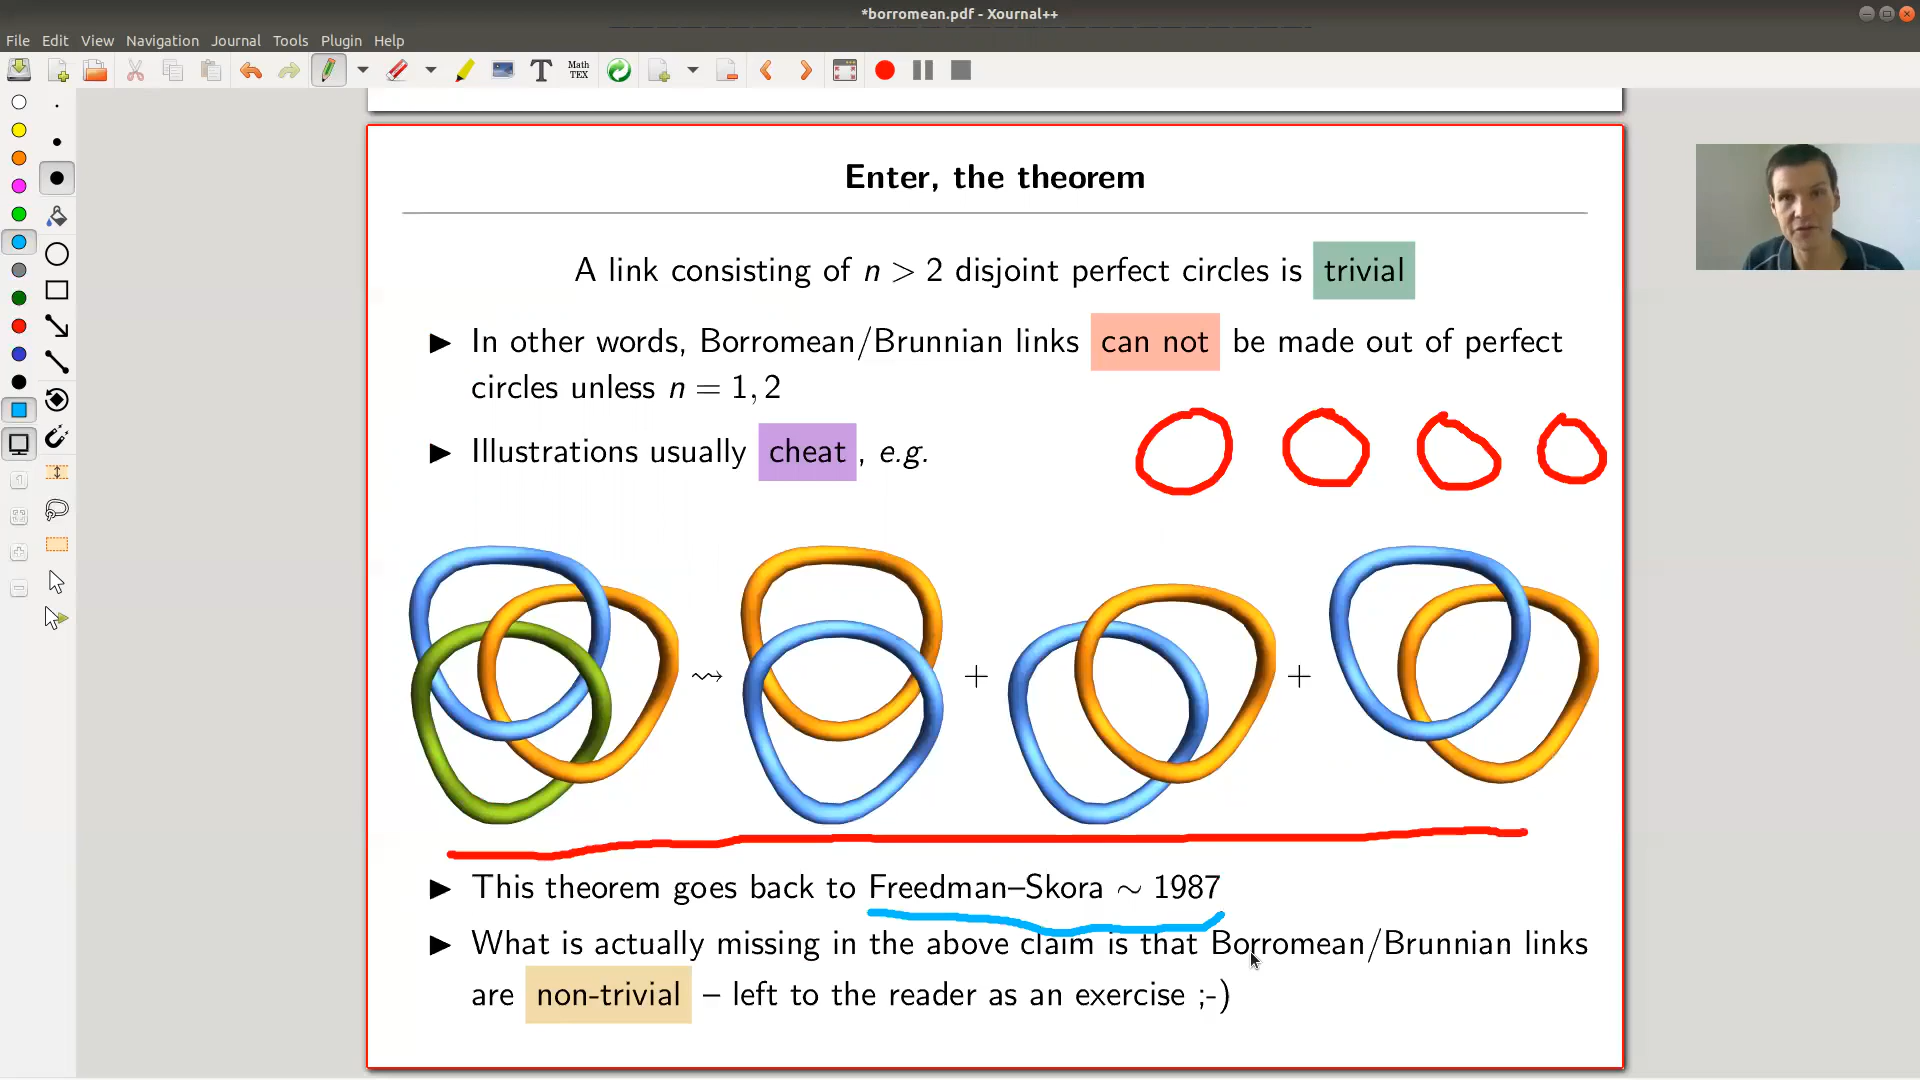 *borromean.pdf - Xournal++
File Edit View Navigation Journal Tools Plugin Help
T MATH TEX
Enter, the theorem
A link consisting of n > 2 disjoint perfect circles is trivial
▶ In other words, Borromean/Brunnian links can not be made out of perfect
circles unless n = 1, 2
▶ Illustrations usually cheat , e.g.
⇝ + +
▶ This theorem goes back to Freedman–Skora ∼ 1987
▶ What is actually missing in the above claim is that Borromean/Brunnian links
are non-trivial – left to the reader as an exercise ;-)